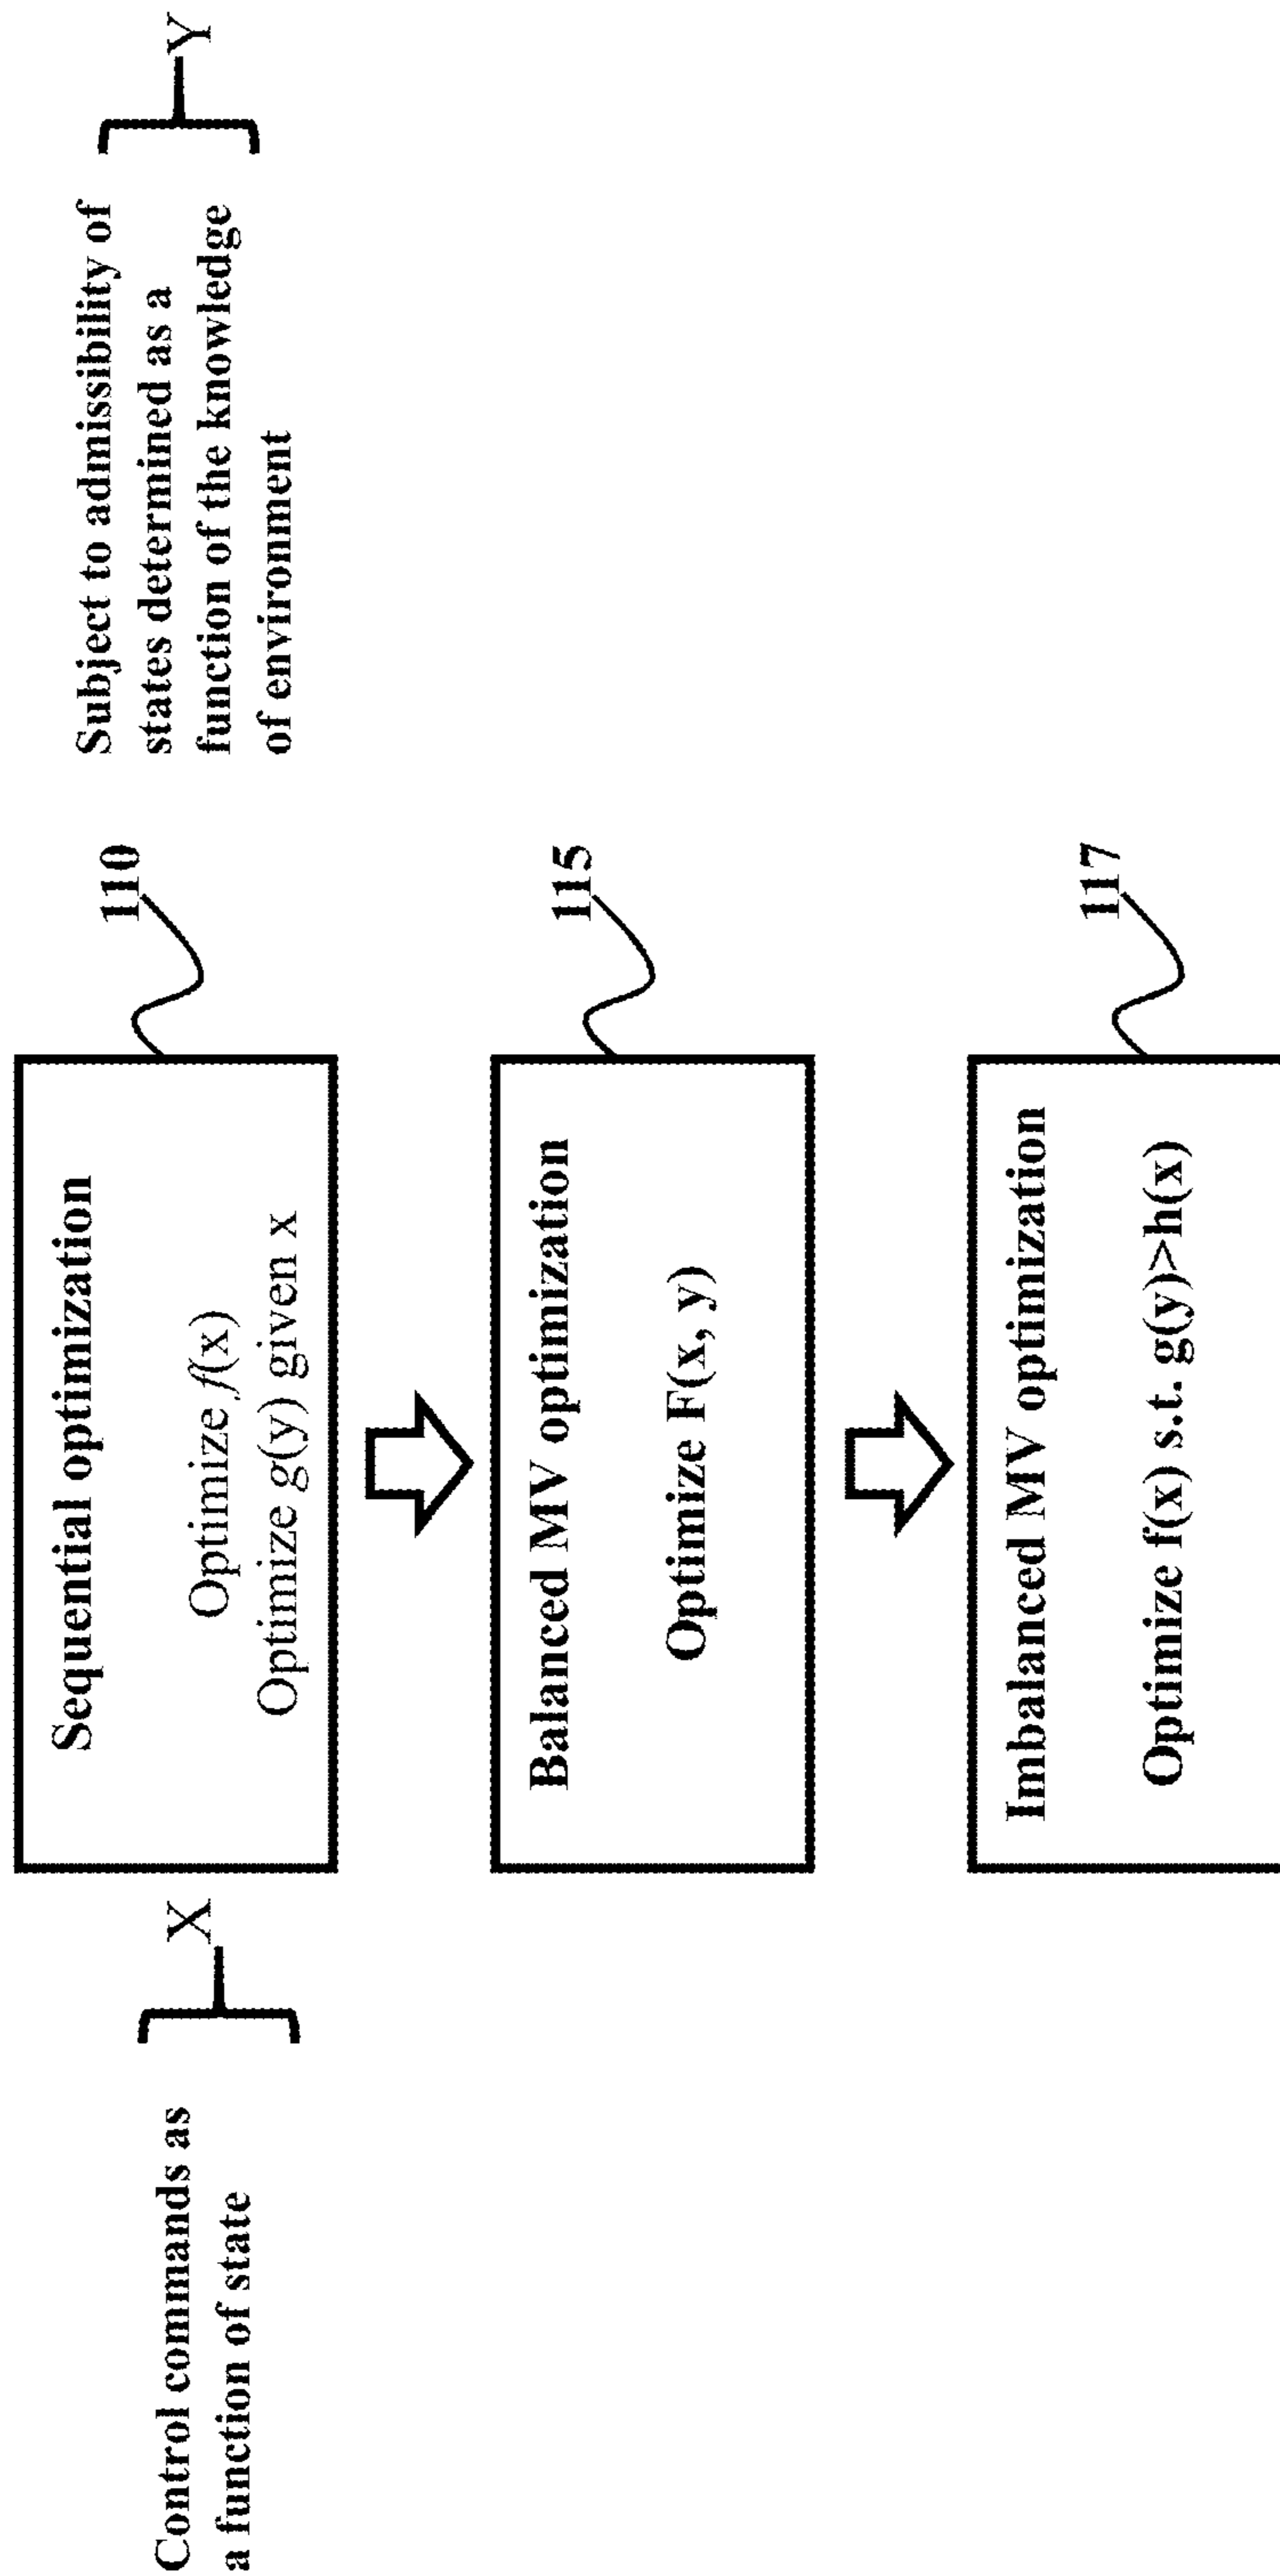 Control commands as
a function of state
X
Sequential optimization
Optimize f(x)
Optimize g(y) given x
110
Subject to admissibility of
states determined as a
function of the knowledge
of environment
Y
Balanced MV optimization
Optimize F(x, y)
115
Imbalanced MV optimization
Optimize f(x) s.t. g(y)>h(x)
117